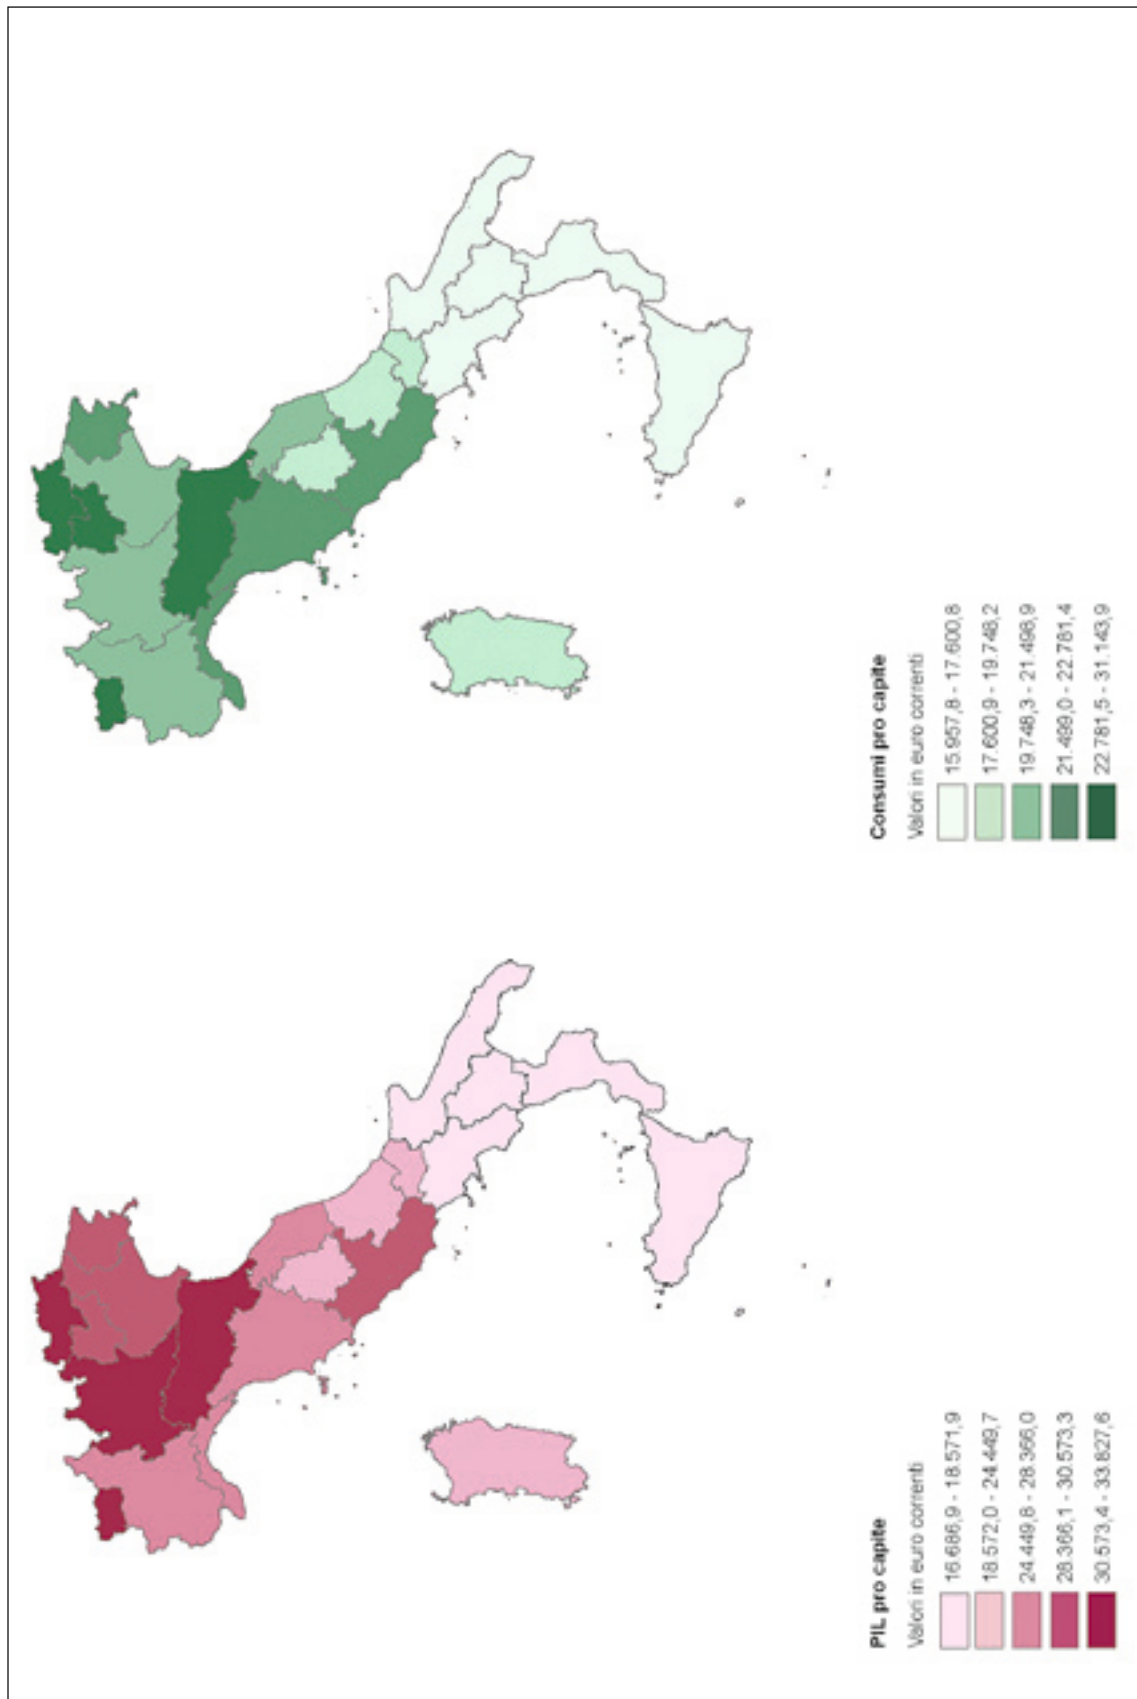 PIL pro capite
Valori in euro correnti
16.686,9 - 18.571,9
18.572,0 - 24.449,7
24.449,8 - 28.366,0
28.366,1 - 30.573,3
30.573,4 - 33.827,6
Consumi pro capite
Valori in euro correnti
15.957,8 - 17.600,8
17.600,9 - 19.748,2
19.748,3 - 21.498,9
21.499,0 - 22.781,4
22.781,5 - 31.143,9